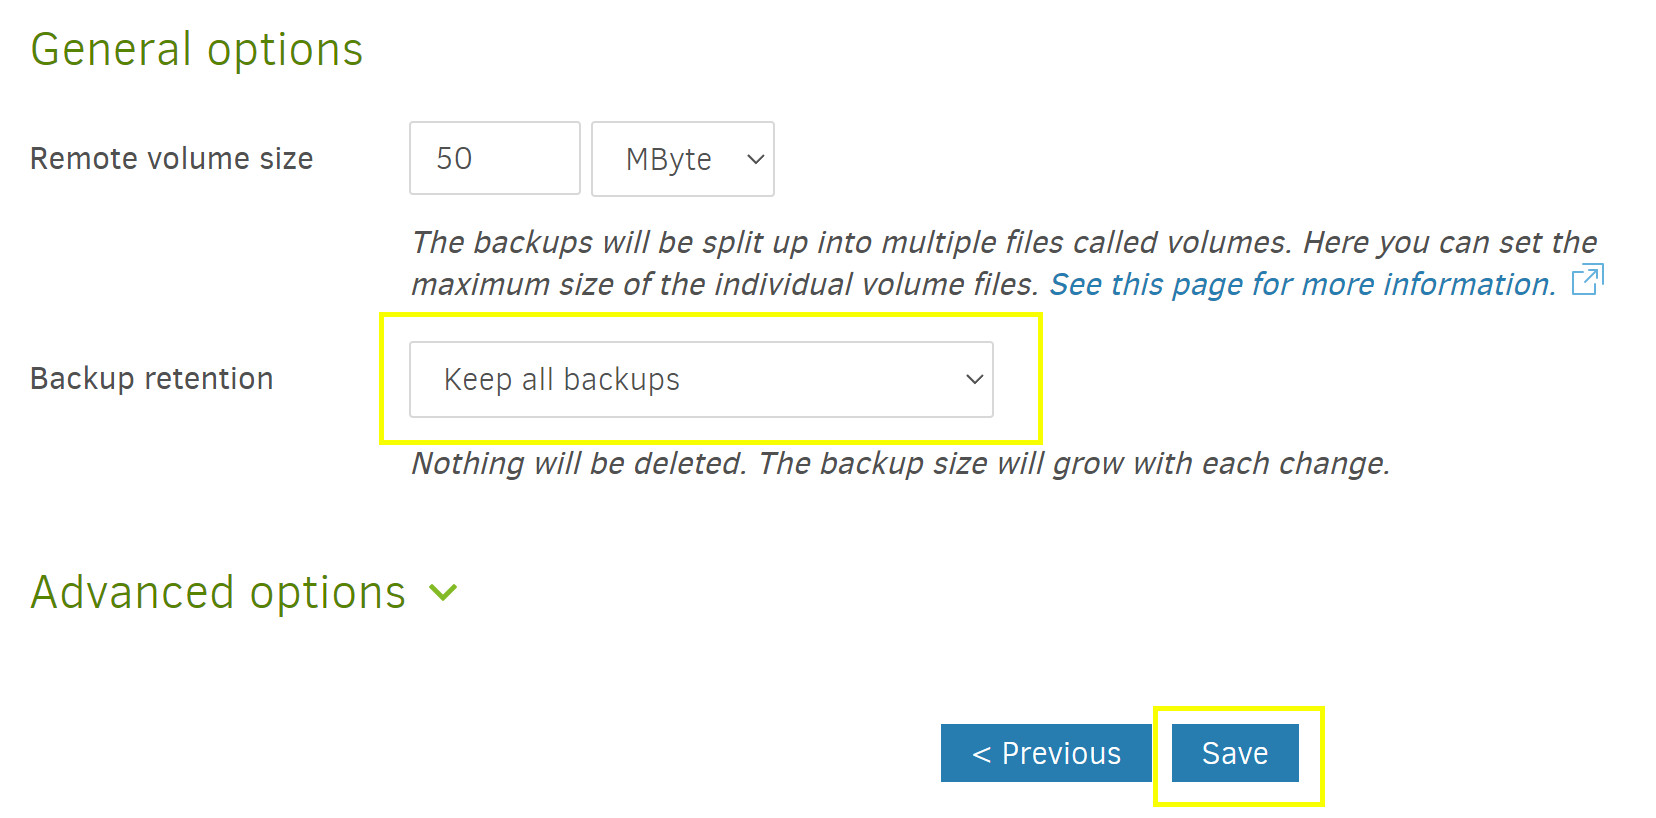 General options
Remote volume size 50 MByte
The backups will be split up into multiple files called volumes. Here you can set the
maximum size of the individual volume files. See this page for more information.
Backup retention Keep all backups
Nothing will be deleted. The backup size will grow with each change.
Advanced options
< Previous Save